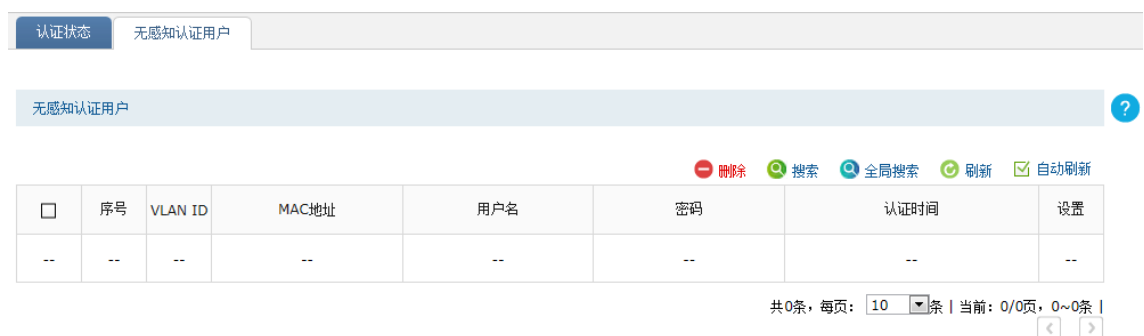 认证状态 无感知认证用户
无感知认证用户
?
删除 搜索 全局搜索 刷新 自动刷新
序号 VLAN ID MAC地址 用户名 密码 认证时间 设置
-- -- -- -- -- -- -- --
共0条，每页： 10 条 | 当前：0/0页，0~0条 |
< >